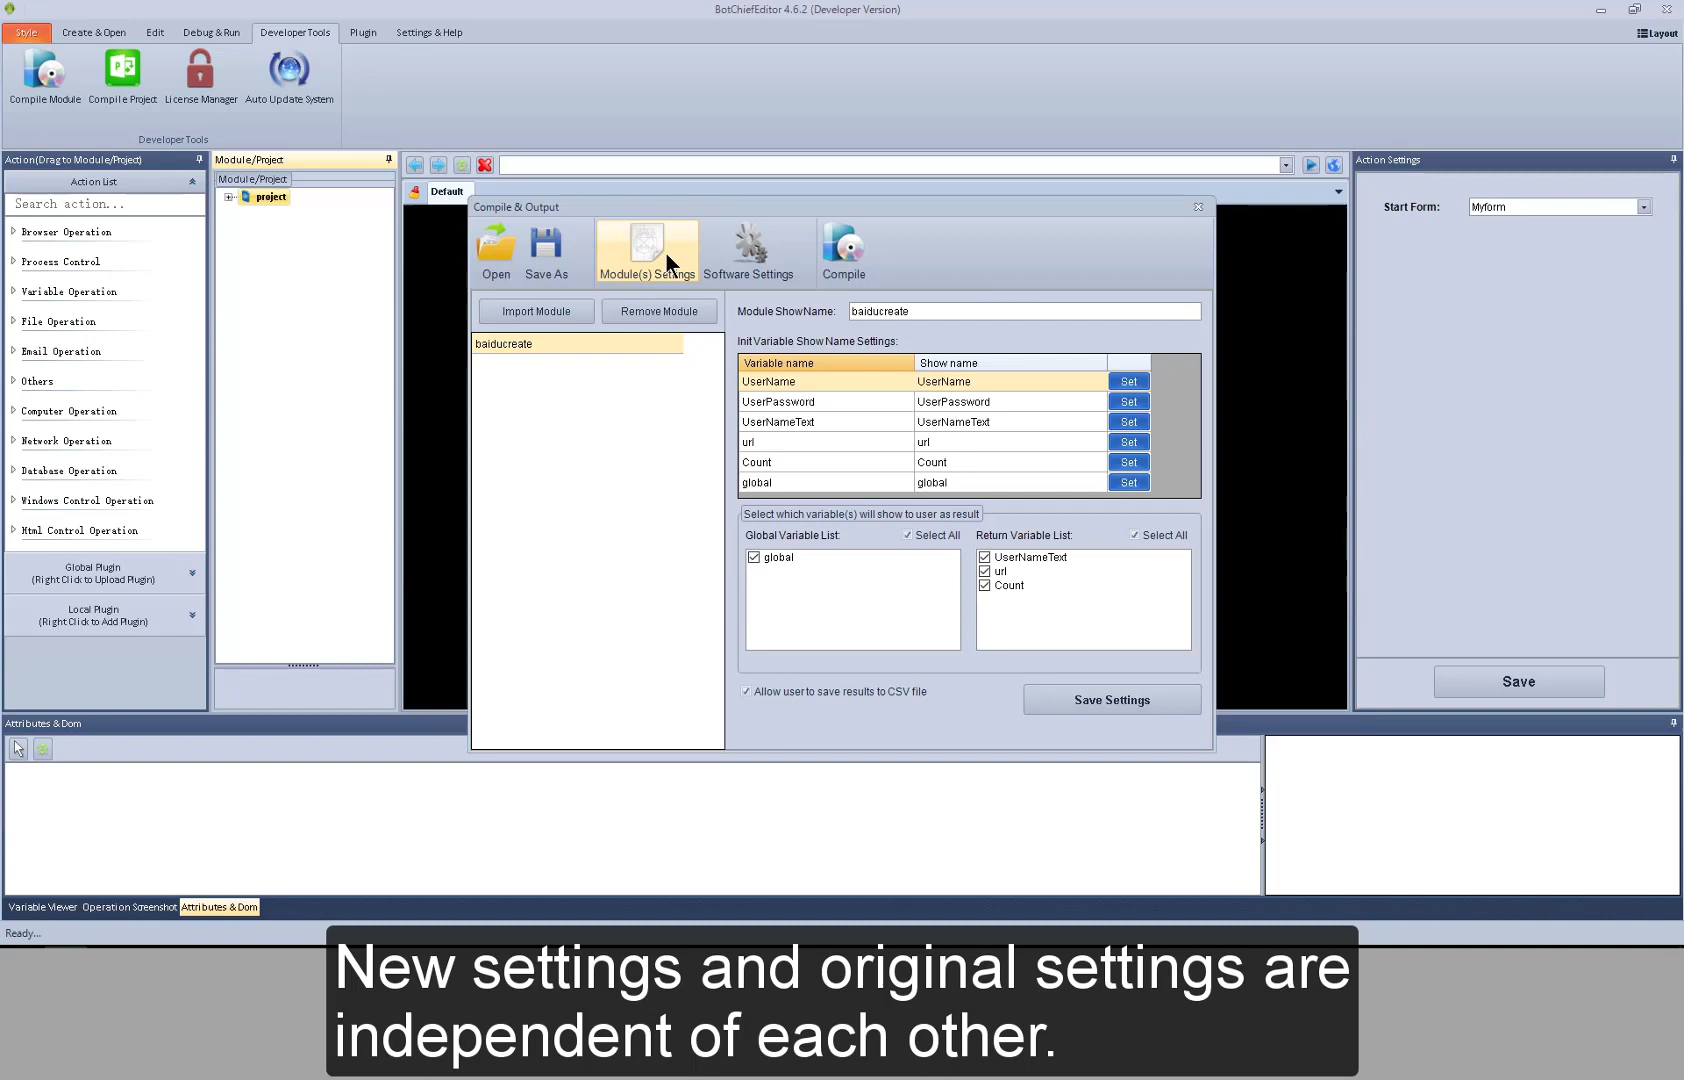 BotChiefEditor 4.6.2 (Developer Version)
Style
Create & Open
Edit
Debug & Run
Developer Tools
Plugin
Settings & Help
Layout
Compile Module
Compile Project
License Manager
Auto Update System
Developer Tools
Action(Drag to Module/Project)
Action List
Search action...
Browser Operation
Process Control
Variable Operation
File Operation
Email Operation
Others
Computer Operation
Network Operation
Database Operation
Windows Control Operation
Html Control Operation
Global Plugin
(Right Click to Upload Plugin)
Local Plugin
(Right Click to Add Plugin)
Module/Project
Module/Project
project
Default
Compile & Output
Open
Save As
Module(s) Settings
Software Settings
Compile
Import Module
Remove Module
baiducreate
Module Show Name:
baiducreate
Init Variable Show Name Settings:
Variable name
Show name
UserName
UserName
Set
UserPassword
UserPassword
Set
UserNameText
UserNameText
Set
url
url
Set
Count
Count
Set
global
global
Set
Select which variable(s) will show to user as result
Global Variable List:
Select All
Return Variable List:
Select All
global
UserNameText
url
Count
Allow user to save results to CSV file
Save Settings
Action Settings
Start Form:
Myform
Save
Attributes & Dom
Variable Viewer
Operation Screenshot
Attributes & Dom
Ready...
New settings and original settings are
independent of each other.